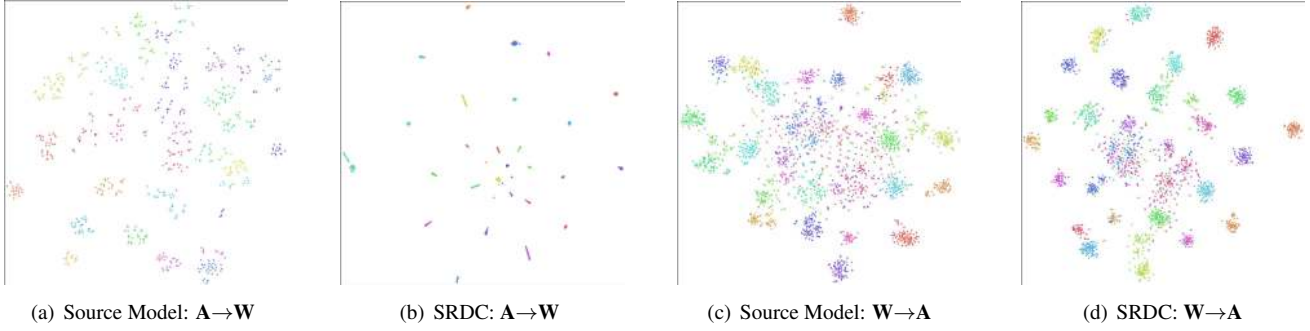 (a) Source Model: A→W
(b) SRDC: A→W
(c) Source Model: W→A
(d) SRDC: W→A